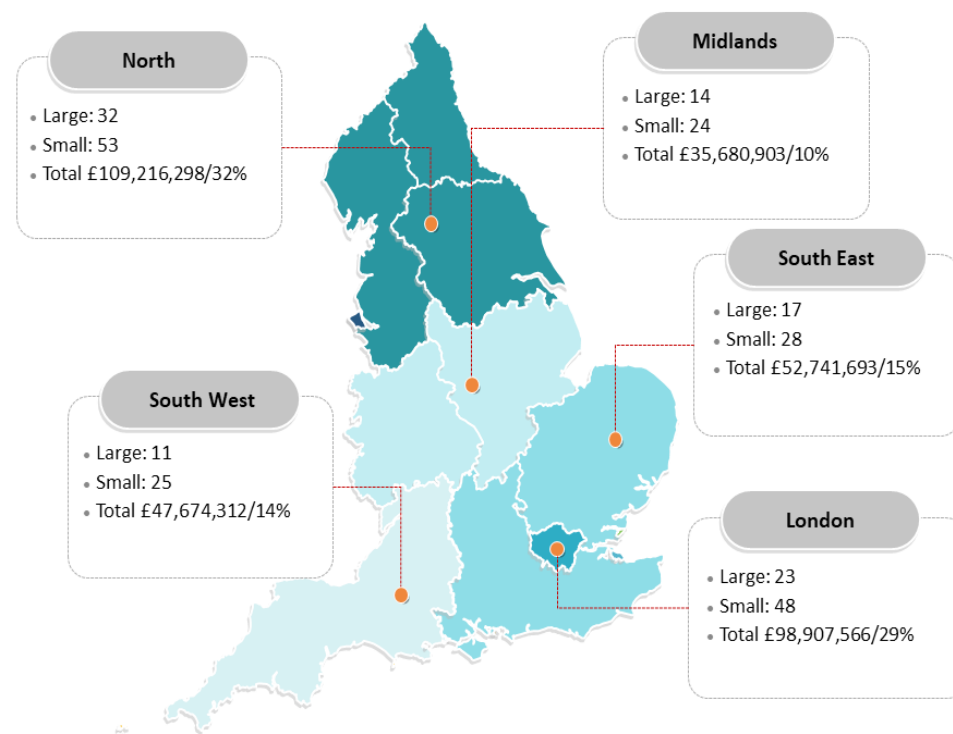 North
• Large: 32
• Small: 53
• Total £109,216,298/32%
Midlands
• Large: 14
• Small: 24
• Total £35,680,903/10%
South East
• Large: 17
• Small: 28
• Total £52,741,693/15%
South West
• Large: 11
• Small: 25
• Total £47,674,312/14%
London
• Large: 23
• Small: 48
• Total £98,907,566/29%